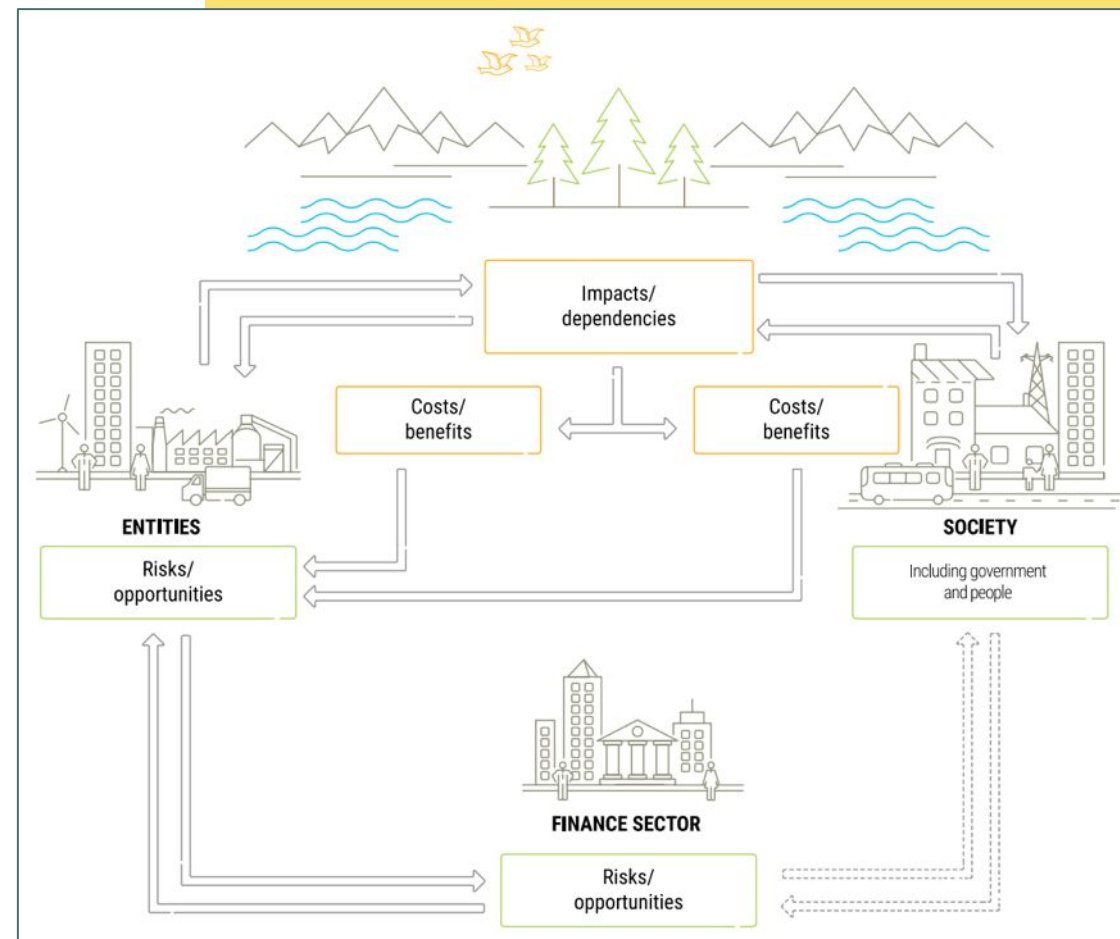 Impacts/
dependencies
Costs/
benefits
Costs/
benefits
ENTITIES
SOCIETY
Risks/
opportunities
Including government
and people
FINANCE SECTOR
Risks/
opportunities